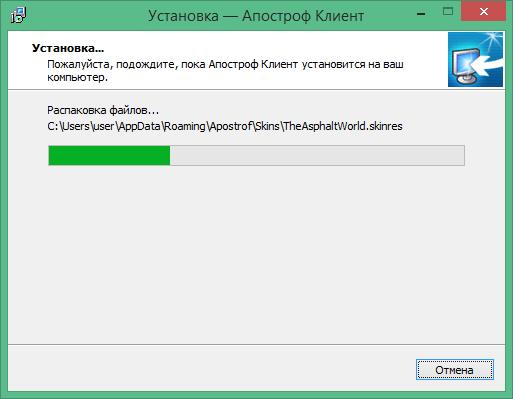 Установка — Апостроф Клиент
Установка...
Пожалуйста, подождите, пока Апостроф Клиент установится на ваш
компьютер.
Распаковка файлов...
C:\Users\user\AppData\Roaming\Apostrof\Skins\TheAsphaltWorld.skinres
Отмена